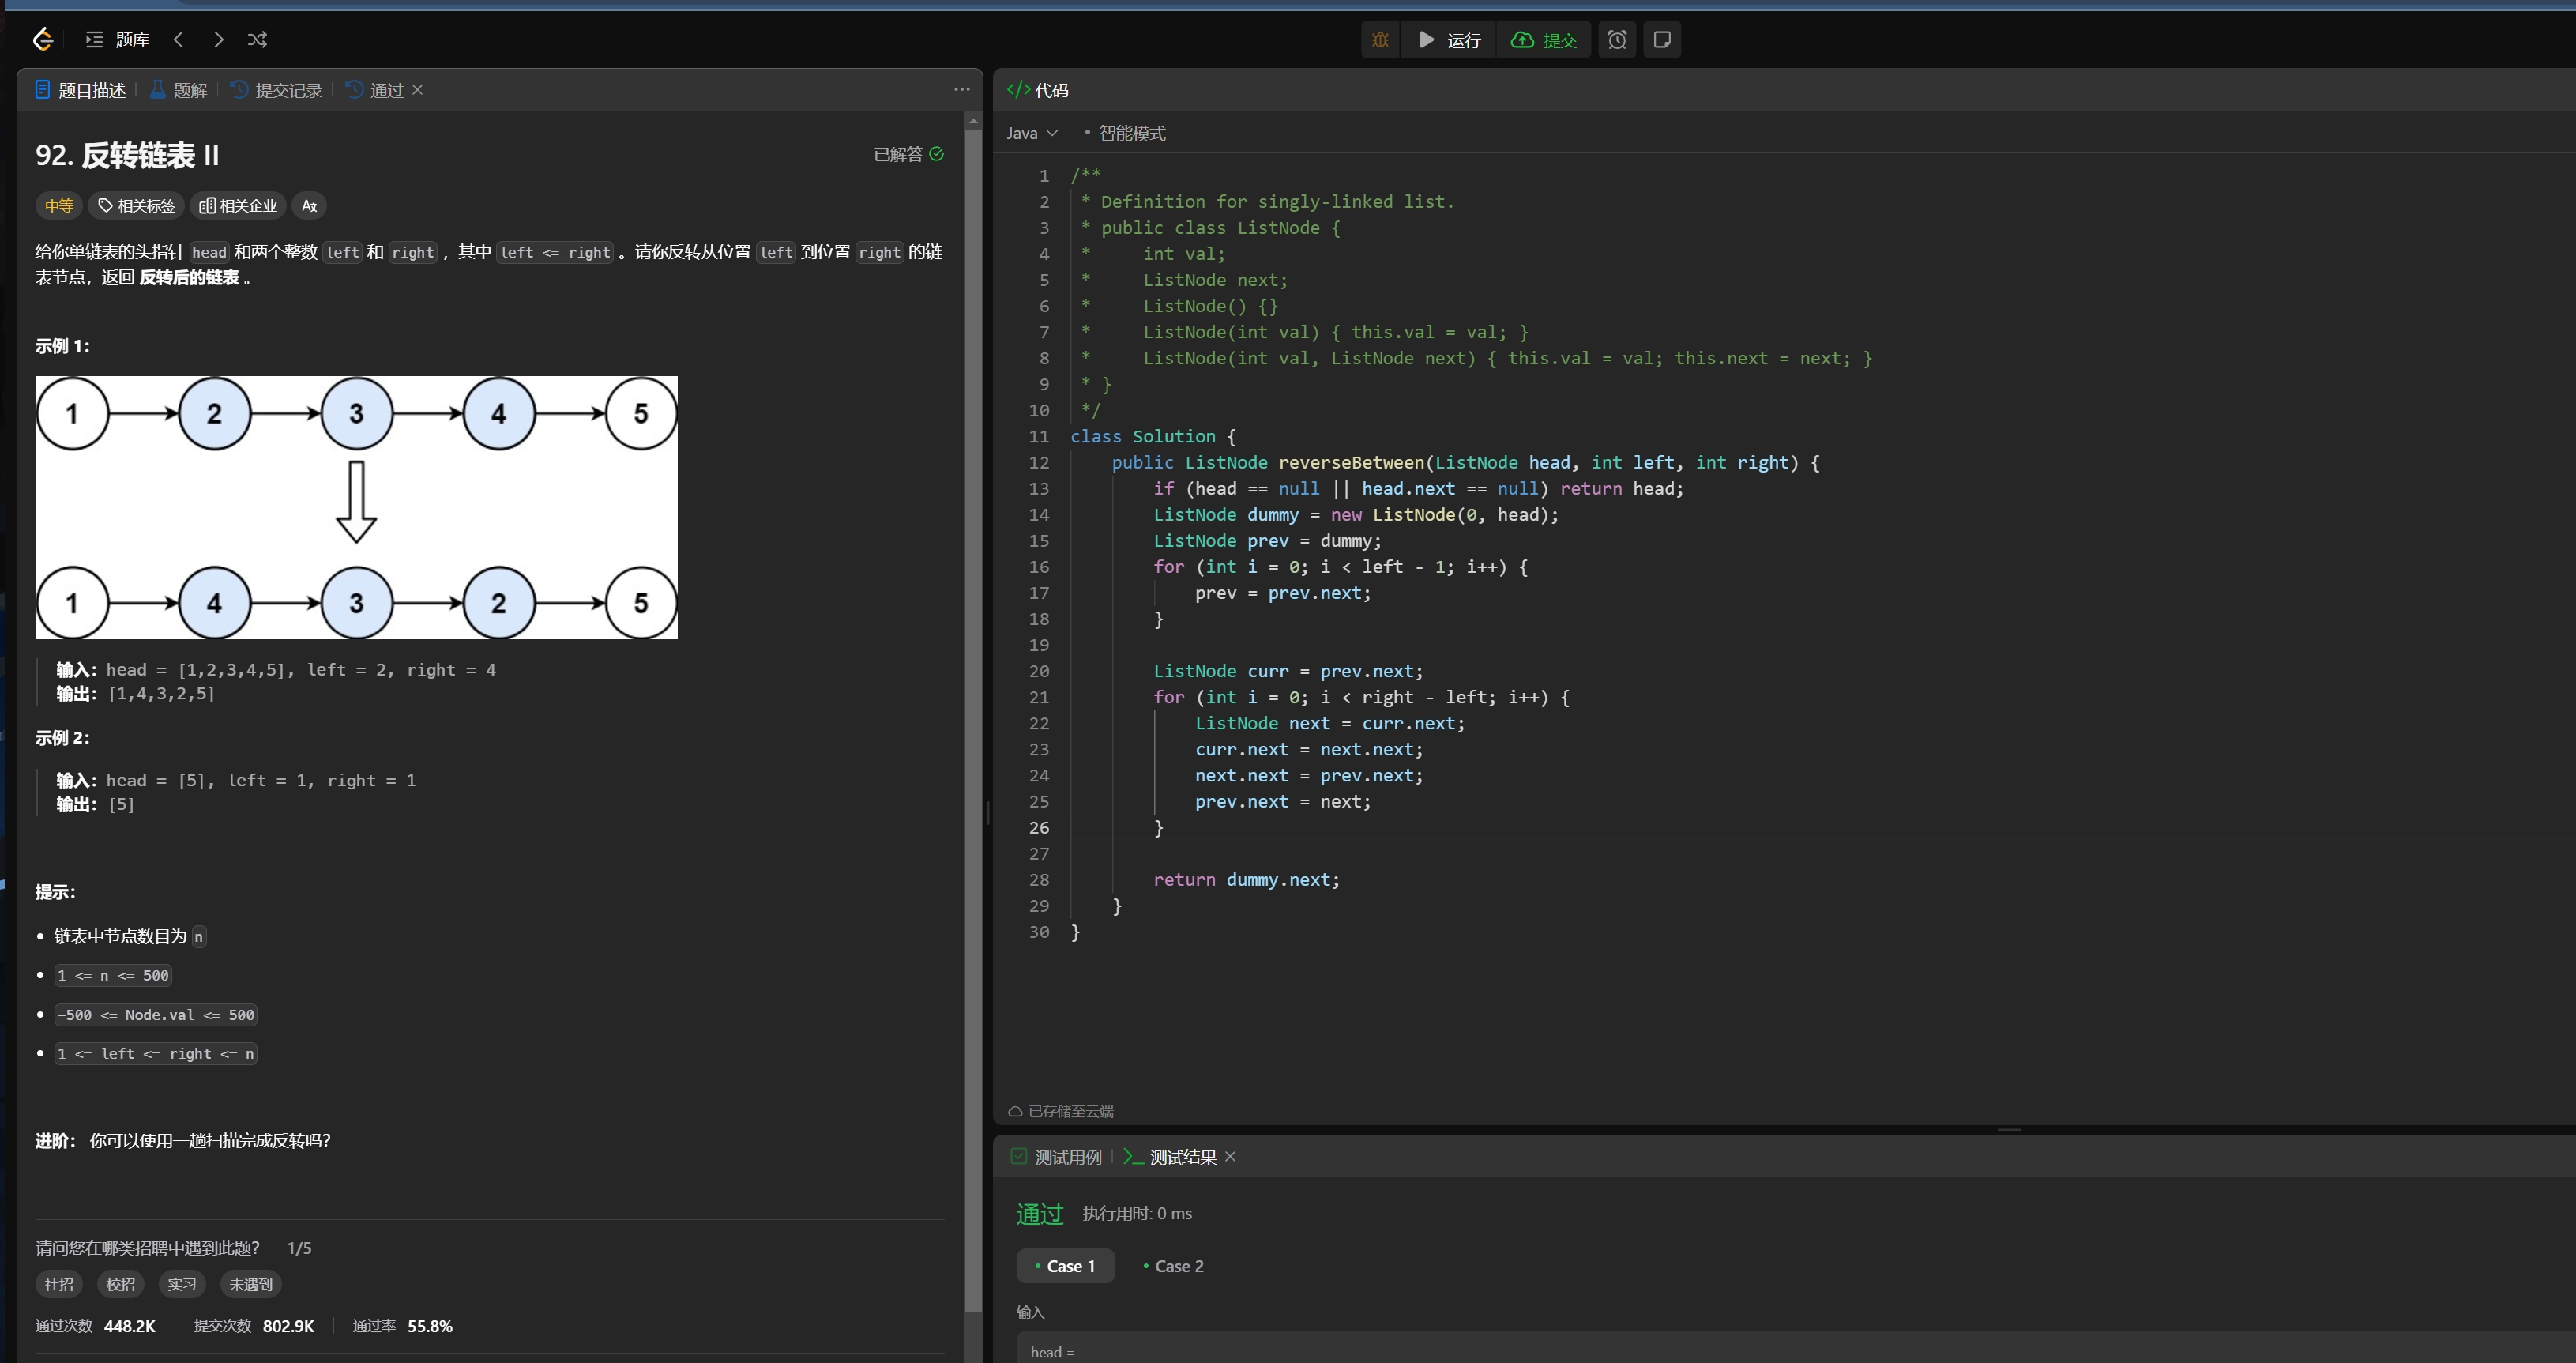 题库
运行
提交
题目描述 题解 提交记录 通过
92. 反转链表 II
已解答
中等 相关标签 相关企业
给你单链表的头指针 head 和两个整数 left 和 right ，其中 left <= right 。请你反转从位置 left 到位置 right 的链
表节点，返回 反转后的链表 。
示例 1：
1 2 3 4 5
1 4 3 2 5
输入：head = [1,2,3,4,5], left = 2, right = 4
输出：[1,4,3,2,5]
示例 2：
输入：head = [5], left = 1, right = 1
输出：[5]
提示：
链表中节点数目为 n
1 <= n <= 500
-500 <= Node.val <= 500
1 <= left <= right <= n
进阶： 你可以使用一趟扫描完成反转吗？
请问您在哪类招聘中遇到此题？ 1/5
社招 校招 实习 未遇到
通过次数 448.2K 提交次数 802.9K 通过率 55.8%
代码
Java • 智能模式
1 /**
2 * Definition for singly-linked list.
3 * public class ListNode {
4 *     int val;
5 *     ListNode next;
6 *     ListNode() {}
7 *     ListNode(int val) { this.val = val; }
8 *     ListNode(int val, ListNode next) { this.val = val; this.next = next; }
9 * }
10 */
11 class Solution {
12     public ListNode reverseBetween(ListNode head, int left, int right) {
13         if (head == null || head.next == null) return head;
14         ListNode dummy = new ListNode(0, head);
15         ListNode prev = dummy;
16         for (int i = 0; i < left - 1; i++) {
17             prev = prev.next;
18         }
19
20         ListNode curr = prev.next;
21         for (int i = 0; i < right - left; i++) {
22             ListNode next = curr.next;
23             curr.next = next.next;
24             next.next = prev.next;
25             prev.next = next;
26         }
27
28         return dummy.next;
29     }
30 }
已存储至云端
测试用例 测试结果
通过 执行用时: 0 ms
• Case 1 • Case 2
输入
head =